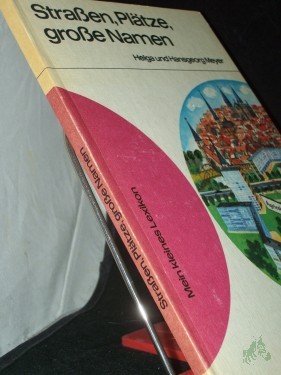 Straßen, Plätze,
große Namen
Helga und Hansgeorg Meyer
Mein kleines Lexikon
Straßen, Plätze, große Namen